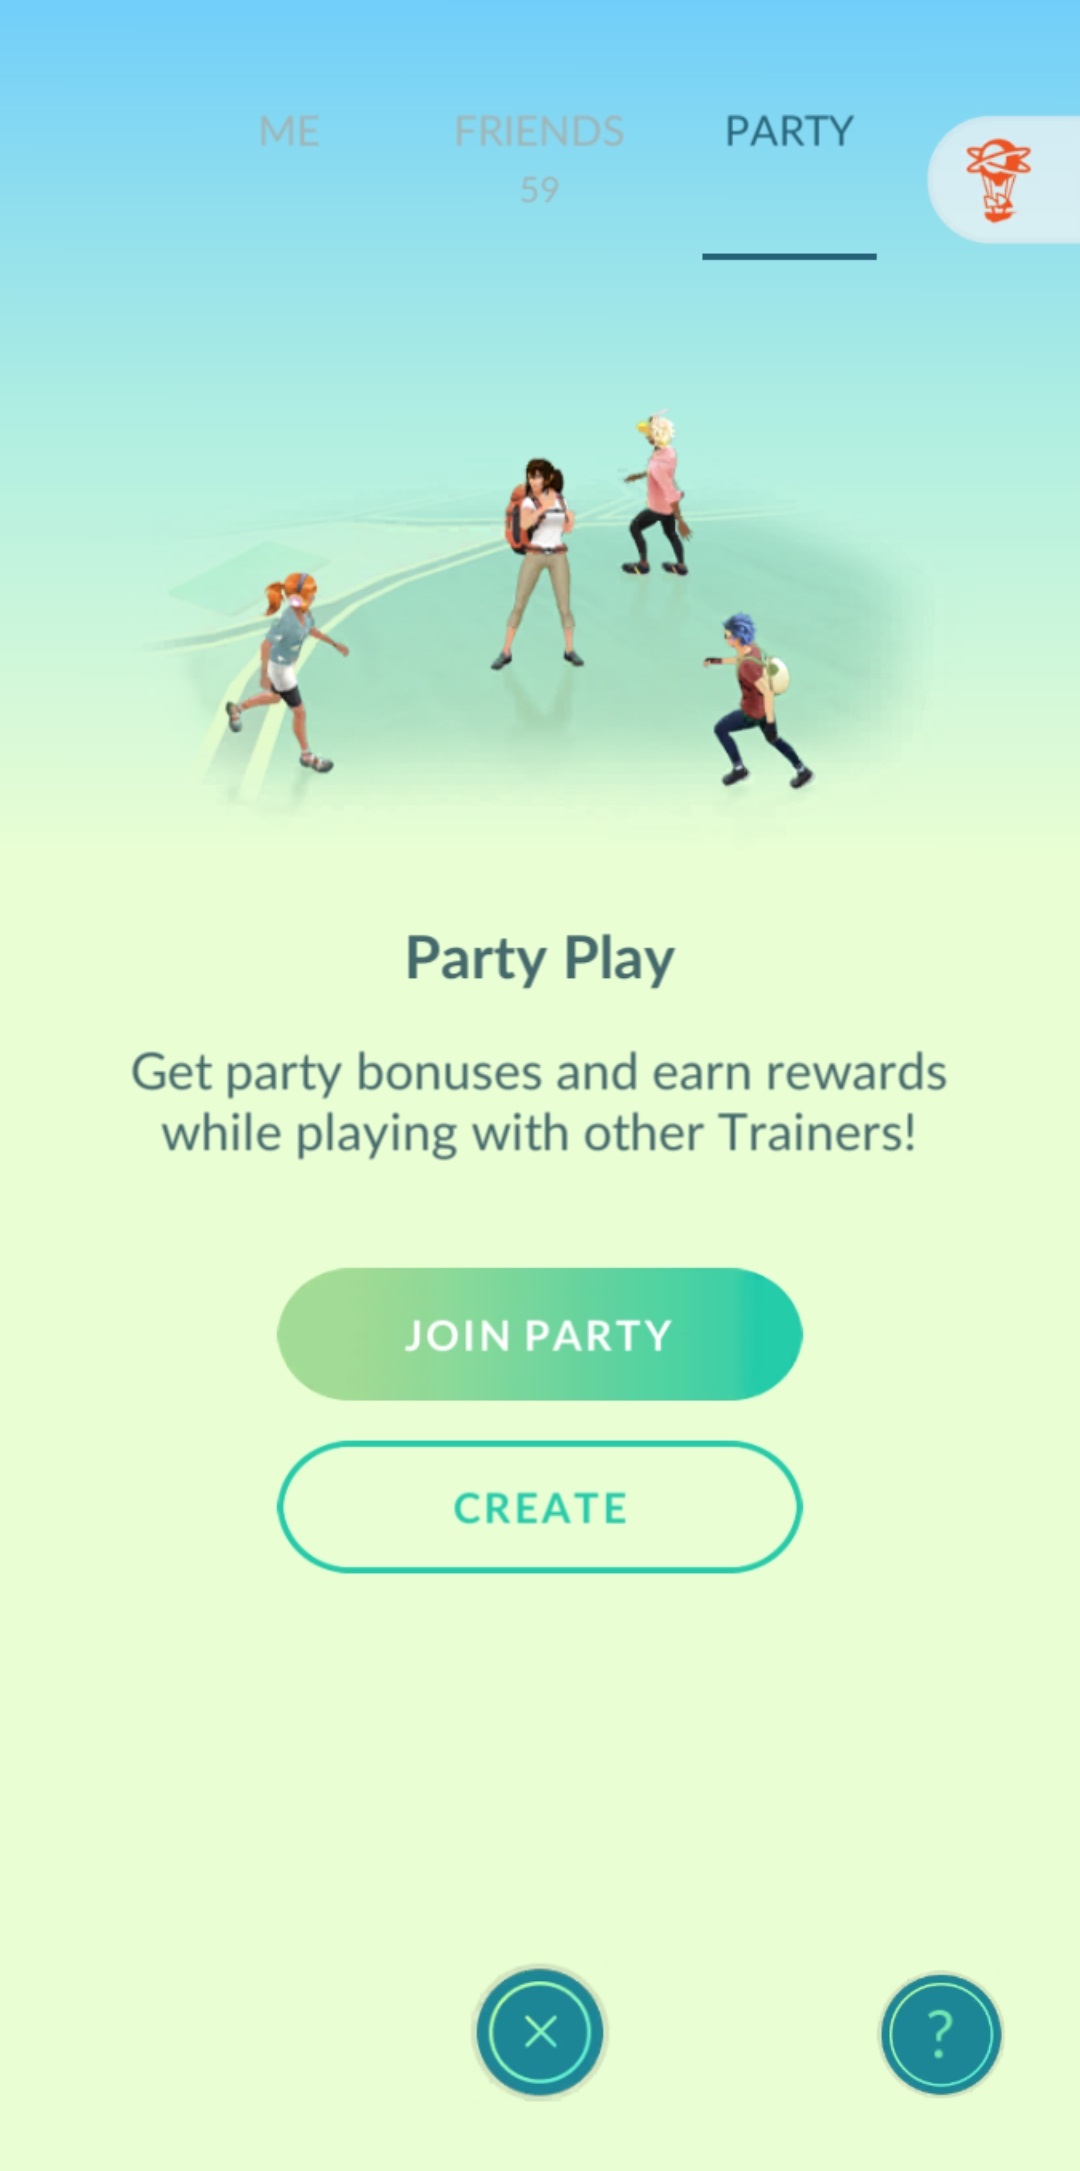 ME FRIENDS PARTY
59
Party Play
Get party bonuses and earn rewards
while playing with other Trainers!
JOIN PARTY
CREATE
?